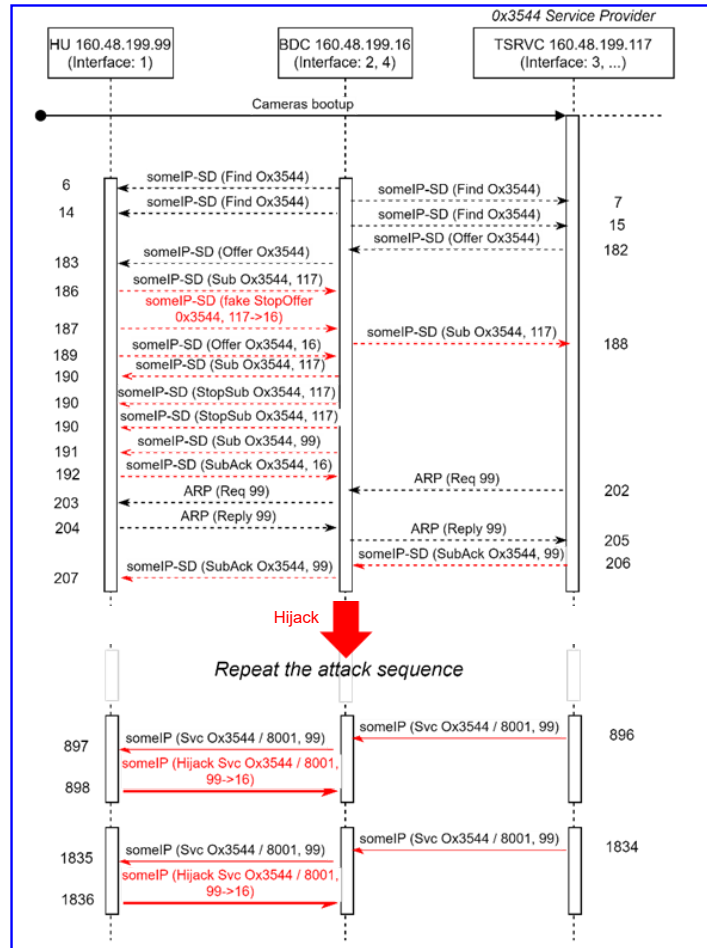 0x3544 Service Provider
HU 160.48.199.99
(Interface: 1)
BDC 160.48.199.16
(Interface: 2, 4)
TSRVC 160.48.199.117
(Interface: 3, ...)
Cameras bootup
6
someIP-SD (Find Ox3544)
someIP-SD (Find Ox3544)
7
14
someIP-SD (Find Ox3544)
someIP-SD (Find Ox3544)
15
someIP-SD (Offer Ox3544)
182
183
someIP-SD (Offer Ox3544)
186
someIP-SD (Sub Ox3544, 117)
187
someIP-SD (fake StopOffer
0x3544, 117->16)
someIP-SD (Sub Ox3544, 117)
188
189
someIP-SD (Offer Ox3544, 16)
190
someIP-SD (Sub Ox3544, 117)
190
someIP-SD (StopSub Ox3544, 117)
190
someIP-SD (StopSub Ox3544, 117)
191
someIP-SD (Sub Ox3544, 99)
192
someIP-SD (SubAck Ox3544, 16)
ARP (Req 99)
202
203
ARP (Req 99)
204
ARP (Reply 99)
ARP (Reply 99)
205
someIP-SD (SubAck Ox3544, 99)
206
207
someIP-SD (SubAck Ox3544, 99)
Hijack
Repeat the attack sequence
someIP (Svc Ox3544 / 8001, 99)
896
897
someIP (Svc Ox3544 / 8001, 99)
someIP (Hijack Svc Ox3544 / 8001,
99->16)
898
someIP (Svc Ox3544 / 8001, 99)
1834
1835
someIP (Svc Ox3544 / 8001, 99)
someIP (Hijack Svc Ox3544 / 8001,
99->16)
1836